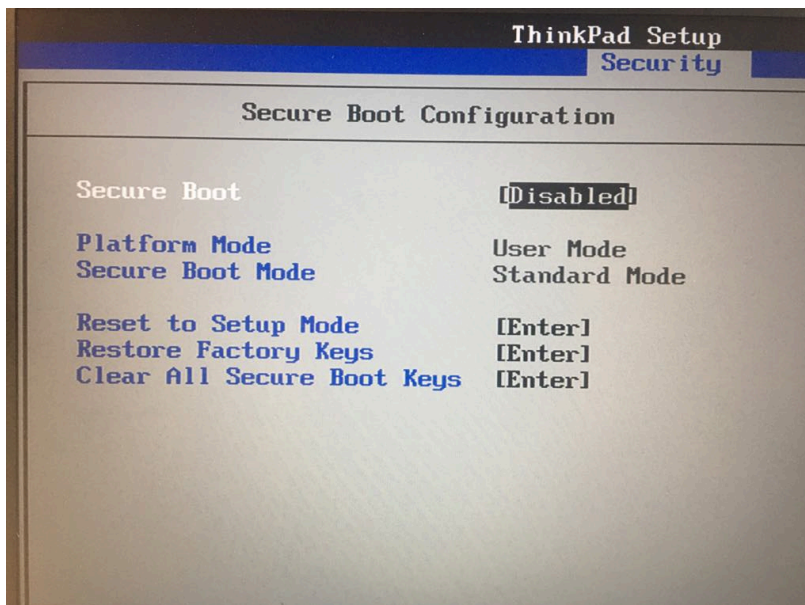 ThinkPad Setup
Security
Secure Boot Configuration
Secure Boot [Disabled]
Platform Mode User Mode
Secure Boot Mode Standard Mode
Reset to Setup Mode [Enter]
Restore Factory Keys [Enter]
Clear All Secure Boot Keys [Enter]